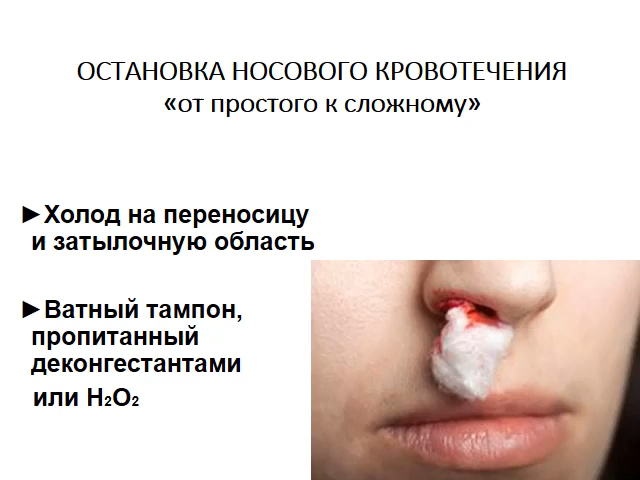 ОСТАНОВКА НОСОВОГО КРОВОТЕЧЕНИЯ
«от простого к сложному»
►Холод на переносицу
и затылочную область
►Ватный тампон,
пропитанный
деконгестантами
или H₂O₂